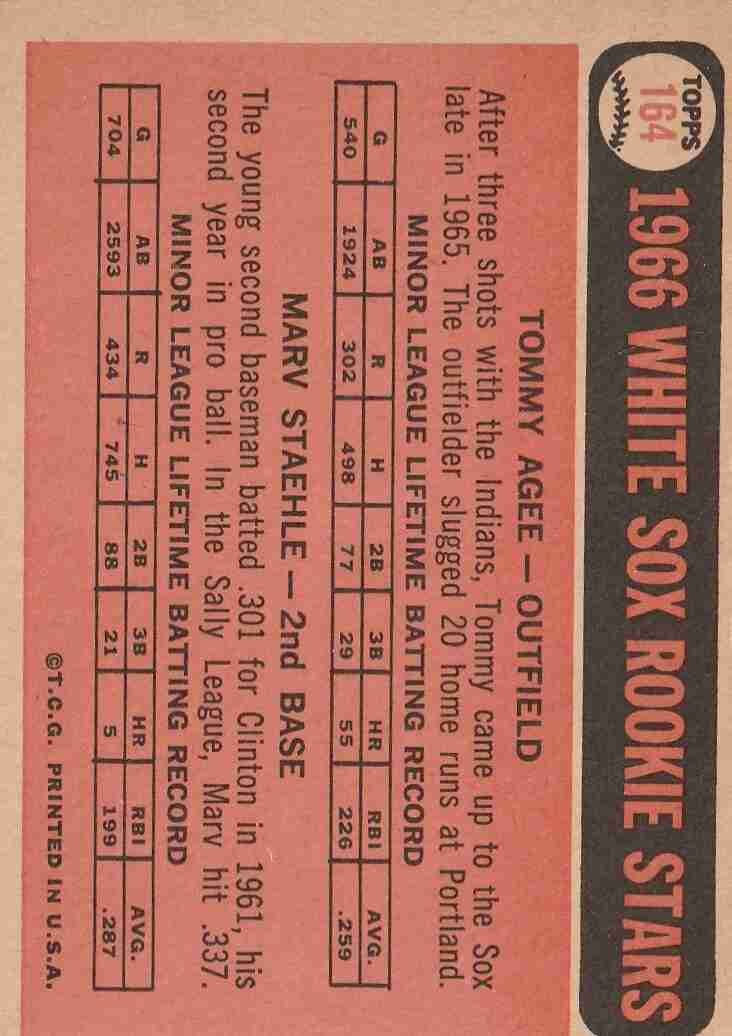 TOPPS
164
1966 WHITE SOX ROOKIE STARS
TOMMY AGEE — OUTFIELD
After three shots with the Indians, Tommy came up to the Sox
late in 1965. The outfielder slugged 20 home runs at Portland.
MINOR LEAGUE LIFETIME BATTING RECORD
G AB R H 2B 3B HR RBI AVG.
540 1924 302 498 77 29 55 226 .259
MARV STAEHLE — 2nd BASE
The young second baseman batted .301 for Clinton in 1961, his
second year in pro ball. In the Sally League, Marv hit .337.
MINOR LEAGUE LIFETIME BATTING RECORD
G AB R H 2B 3B HR RBI AVG.
704 2593 434 745 88 21 5 199 .287
©T.C.G. PRINTED IN U.S.A.